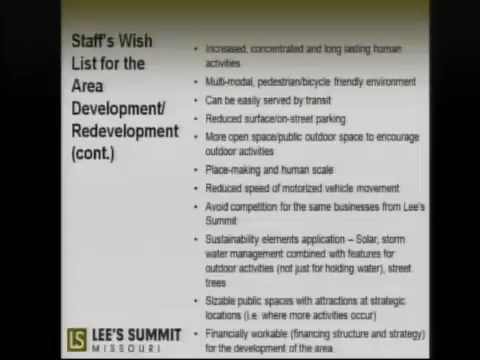 Staff's Wish
List for the
Area
Development/
Redevelopment
(cont.)
• Increased, concentrated and long lasting human
activities
• Multi-modal, pedestrian/bicycle friendly environment
• Can be easily served by transit
• Reduced surface/on-street parking
• More open space/public outdoor space to encourage
outdoor activities
• Place-making and human scale
• Reduced speed of motorized vehicle movement
• Avoid competition for the same businesses from Lee's
Summit
• Sustainability elements application – Solar, storm
water management combined with features for
outdoor activities (not just for holding water), street
trees
• Sizable public spaces with attractions at strategic
locations (i.e. where more activities occur)
• Financially workable (financing structure and strategy)
for the development of the area
LS LEE'S SUMMIT
MISSOURI